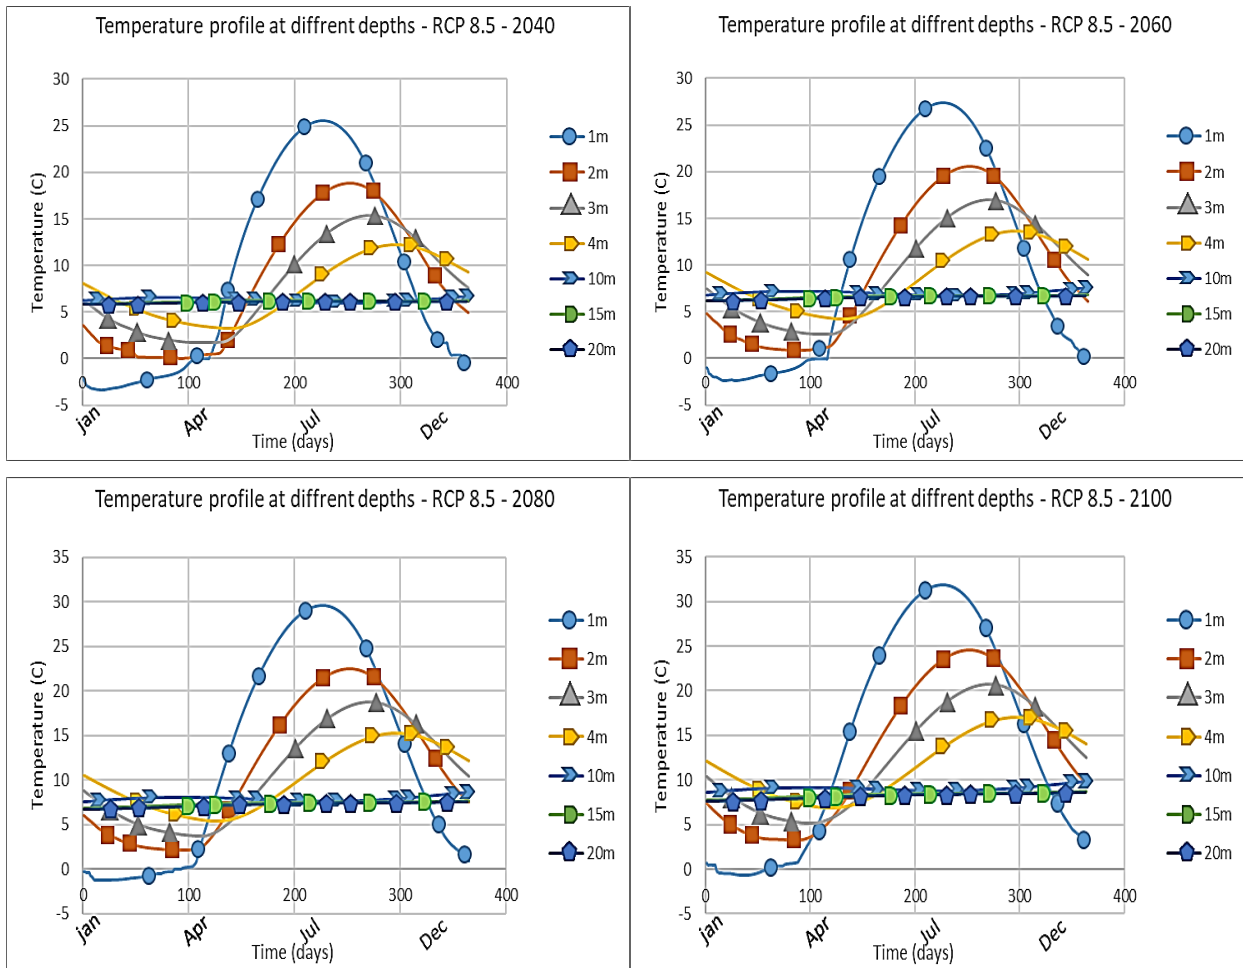 Temperature profile at diffrent depths - RCP 8.5 - 2040
30
25
20
15
10
5
0
-5
Temperature (C)
0
100
200
300
400
jan
Apr
Jul
Dec
Time (days)
1m
2m
3m
4m
10m
15m
20m
Temperature profile at diffrent depths - RCP 8.5 - 2060
30
25
20
15
10
5
0
-5
Temperature (C)
0
100
200
300
400
jan
Apr
Jul
Dec
Time (days)
1m
2m
3m
4m
10m
15m
20m
Temperature profile at diffrent depths - RCP 8.5 - 2080
35
30
25
20
15
10
5
0
-5
Temperature (C)
0
100
200
300
400
jan
Apr
Jul
Dec
Time (days)
1m
2m
3m
4m
10m
15m
20m
Temperature profile at diffrent depths - RCP 8.5 - 2100
35
30
25
20
15
10
5
0
-5
Temperature (C)
0
100
200
300
400
jan
Apr
Jul
Dec
Time (days)
1m
2m
3m
4m
10m
15m
20m